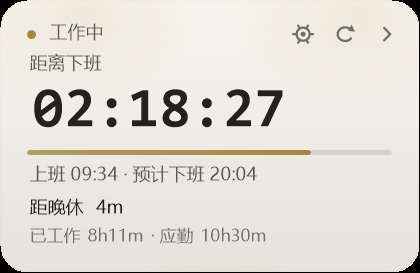 工作中
距离下班
02:18:27
上班 09:34 · 预计下班 20:04
距晚休 4m
已工作 8h11m · 应勤 10h30m